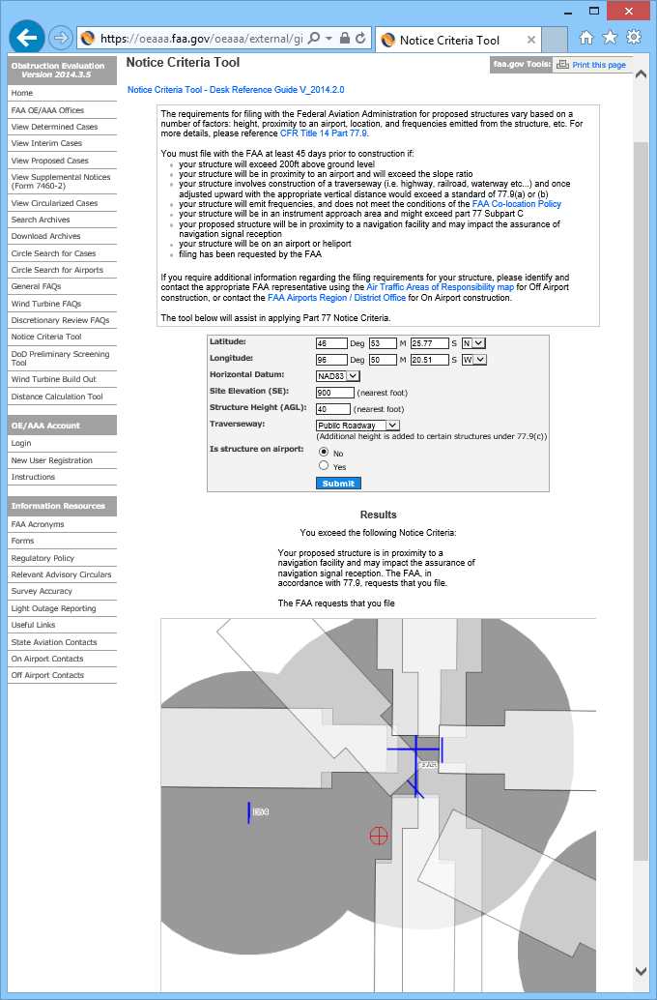 https://oeaaa.faa.gov/oeaaa/external/gi
Notice Criteria Tool
Obstruction Evaluation
Version 2014.3.5
Home
FAA OE/AAA Offices
View Determined Cases
View Interim Cases
View Proposed Cases
View Supplemental Notices
(Form 7460-2)
View Circularized Cases
Search Archives
Download Archives
Circle Search for Cases
Circle Search for Airports
General FAQs
Wind Turbine FAQs
Discretionary Review FAQs
Notice Criteria Tool
DoD Preliminary Screening
Tool
Wind Turbine Build Out
Distance Calculation Tool
OE/AAA Account
Login
New User Registration
Instructions
Information Resources
FAA Acronyms
Forms
Regulatory Policy
Relevant Advisory Circulars
Survey Accuracy
Light Outage Reporting
Useful Links
State Aviation Contacts
On Airport Contacts
Off Airport Contacts
Notice Criteria Tool
faa.gov Tools: Print this page
Notice Criteria Tool - Desk Reference Guide V_2014.2.0
The requirements for filing with the Federal Aviation Administration for proposed structures vary based on a
number of factors: height, proximity to an airport, location, and frequencies emitted from the structure, etc. For
more details, please reference CFR Title 14 Part 77.9.
You must file with the FAA at least 45 days prior to construction if:
your structure will exceed 200ft above ground level
your structure will be in proximity to an airport and will exceed the slope ratio
your structure involves construction of a traverseway (i.e. highway, railroad, waterway etc...) and once
adjusted upward with the appropriate vertical distance would exceed a standard of 77.9(a) or (b)
your structure will emit frequencies, and does not meet the conditions of the FAA Co-location Policy
your structure will be in an instrument approach area and might exceed part 77 Subpart C
your proposed structure will be in proximity to a navigation facility and may impact the assurance of
navigation signal reception
your structure will be on an airport or heliport
filing has been requested by the FAA
If you require additional information regarding the filing requirements for your structure, please identify and
contact the appropriate FAA representative using the Air Traffic Areas of Responsibility map for Off Airport
construction, or contact the FAA Airports Region / District Office for On Airport construction.
The tool below will assist in applying Part 77 Notice Criteria.
Latitude: 46 Deg 53 M 25.77 S N
Longitude: 96 Deg 50 M 20.51 S W
Horizontal Datum: NAD83
Site Elevation (SE): 900 (nearest foot)
Structure Height (AGL): 40 (nearest foot)
Traverseway: Public Roadway
(Additional height is added to certain structures under 77.9(c))
Is structure on airport: No
Yes
Submit
Results
You exceed the following Notice Criteria:
Your proposed structure is in proximity to a
navigation facility and may impact the assurance of
navigation signal reception. The FAA, in
accordance with 77.9, requests that you file.
The FAA requests that you file
FAR